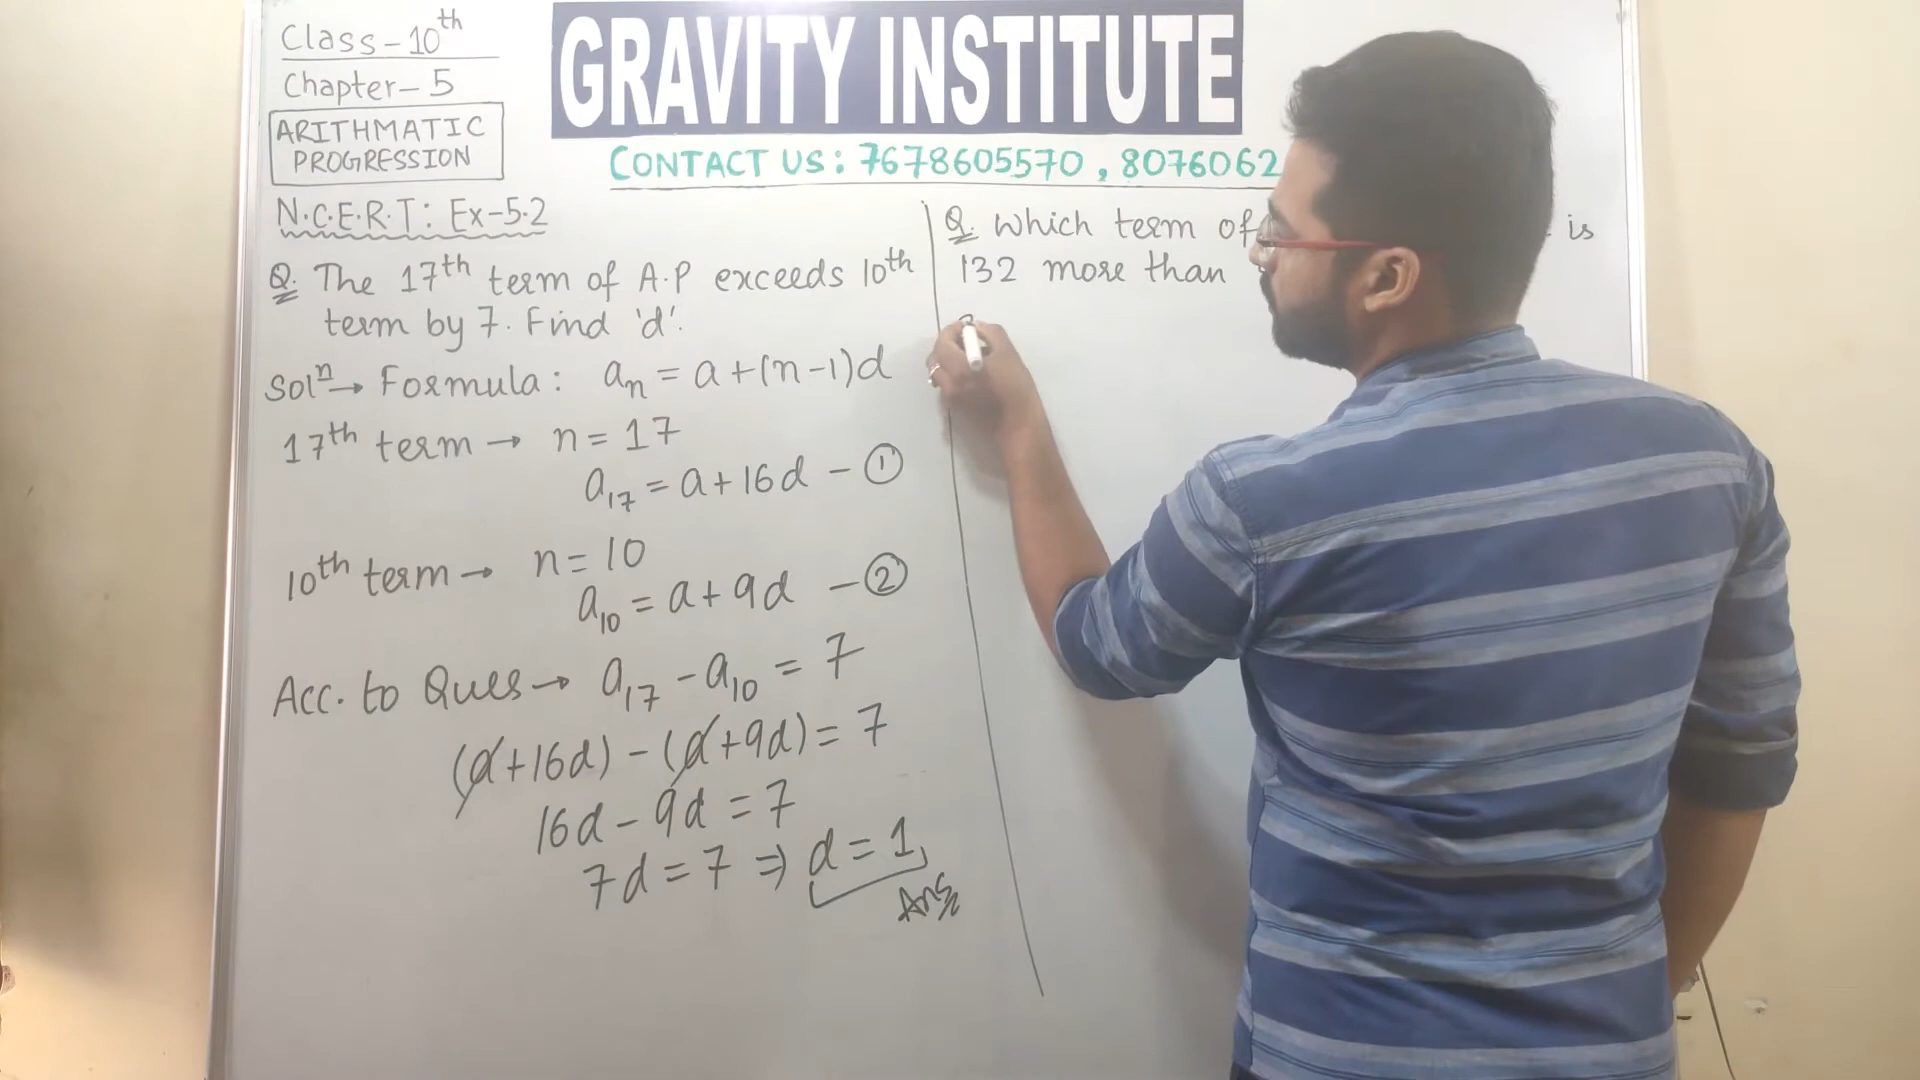 Class-10th
Chapter-5
ARITHMATIC
PROGRESSION
GRAVITY INSTITUTE
CONTACT US: 7678605570, 8076062
N.C.E.R.T: Ex-5.2
Q. The 17th term of A.P exceeds 10th
term by 7. Find 'd'.
Solⁿ→ Formula: aₙ = a+(n-1)d
17th term → n = 17
a₁₇ = a+16d - ①
10th term → n = 10
a₁₀ = a+9d - ②
Acc. to Ques → a₁₇ - a₁₀ = 7
(a+16d) - (a+9d) = 7
16d - 9d = 7
7d = 7 ⇒ d = 1
Ans
Q. Which term of is
132 more than